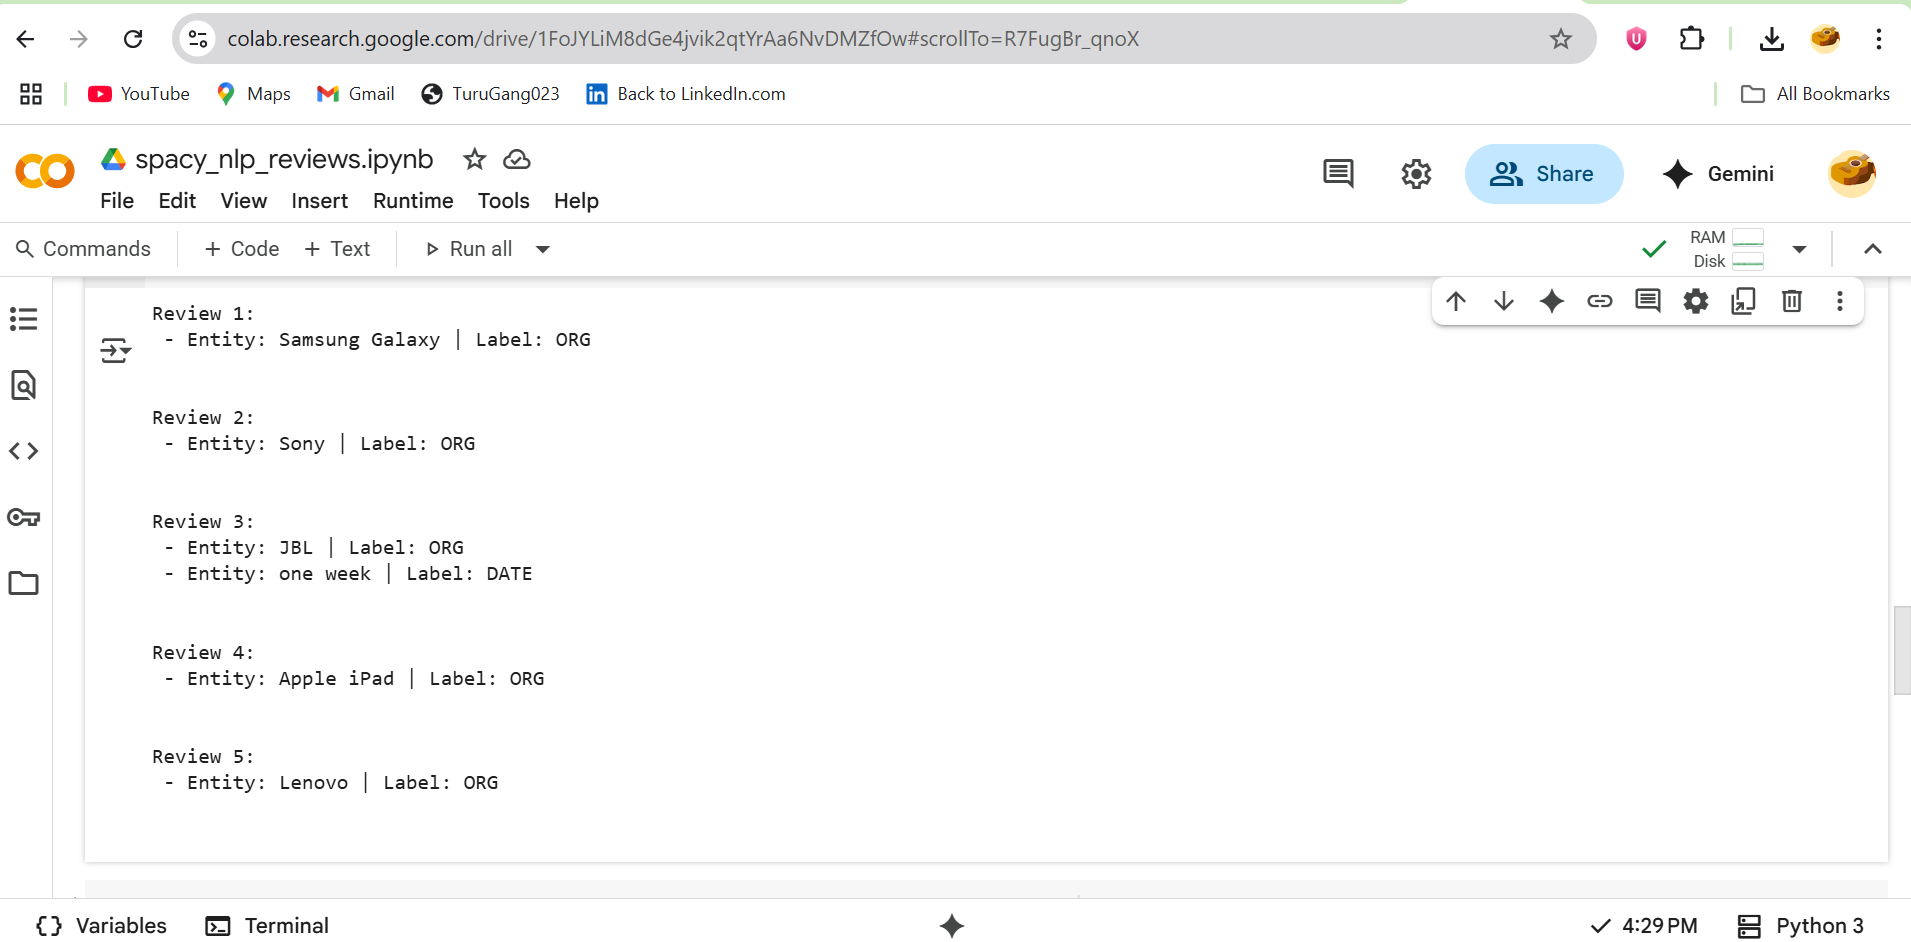 colab.research.google.com/drive/1FoJYLiM8dGe4jvik2qtYrAa6NvDMZfOw#scrollTo=R7FugBr_qnoX
YouTube Maps Gmail TuruGang023 Back to LinkedIn.com All Bookmarks
spacy_nlp_reviews.ipynb
File Edit View Insert Runtime Tools Help
Share Gemini
Commands + Code + Text Run all
RAM
Disk
Review 1:
- Entity: Samsung Galaxy | Label: ORG
Review 2:
- Entity: Sony | Label: ORG
Review 3:
- Entity: JBL | Label: ORG
- Entity: one week | Label: DATE
Review 4:
- Entity: Apple iPad | Label: ORG
Review 5:
- Entity: Lenovo | Label: ORG
Variables Terminal 4:29 PM Python 3